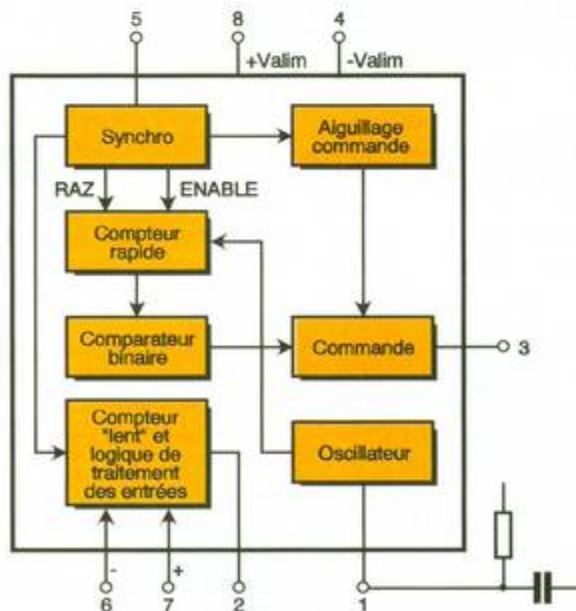 5 8 4
+Valim -Valim
Synchro
Aiguillage
commande
RAZ ENABLE
Compteur
rapide
Comparateur
binaire
Commande
3
Compteur
"lent" et
logique de
traitement
des entrées
Oscillateur
- +
6 7 2 1